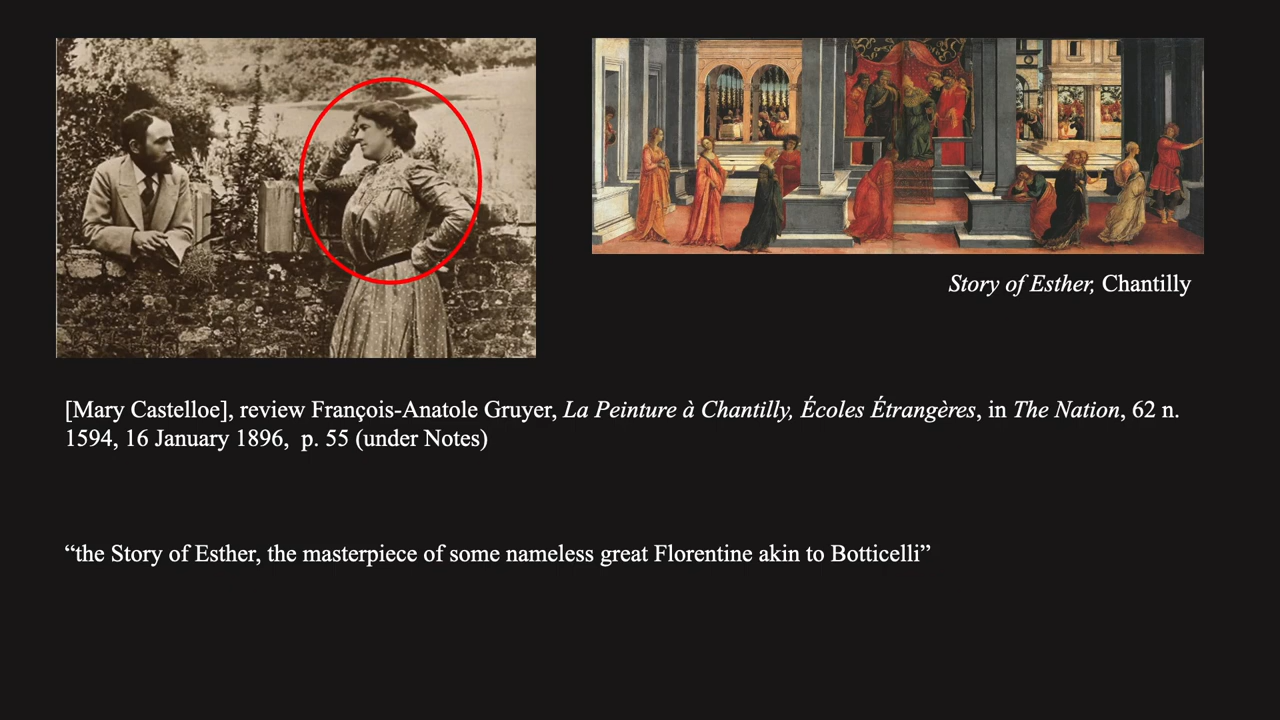 Story of Esther, Chantilly
[Mary Castelloe], review François-Anatole Gruyer, La Peinture à Chantilly, Écoles Étrangères, in The Nation, 62 n.
1594, 16 January 1896, p. 55 (under Notes)
“the Story of Esther, the masterpiece of some nameless great Florentine akin to Botticelli”